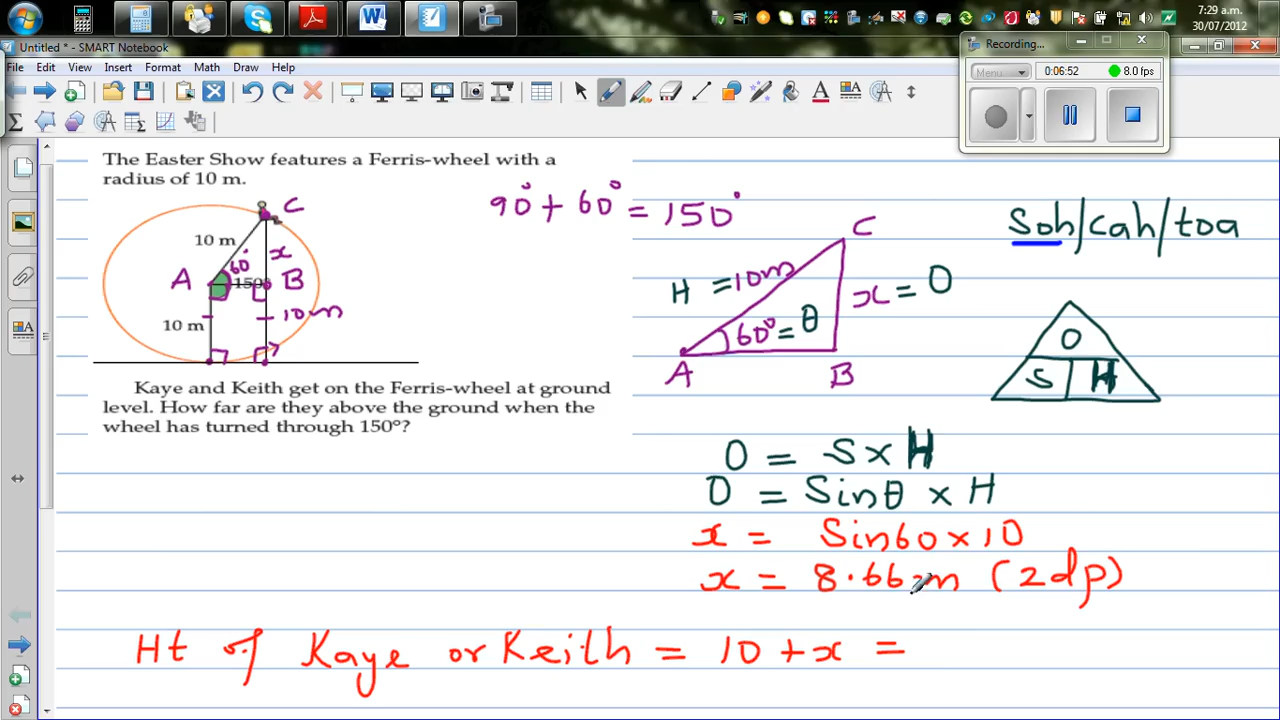 7:29 a.m.
30/07/2012
Untitled * - SMART Notebook
File Edit View Insert Format Math Draw Help
Recording...
Menu
0:06:52 8.0 fps
The Easter Show features a Ferris-wheel with a
radius of 10 m.
90° + 60° = 150°
Soh/Cah/toa
C
10 m
x
60°
A
150°
B
10 m
10m
C
H = 10m
x = O
60° = θ
A
B
O
S H
Kaye and Keith get on the Ferris-wheel at ground
level. How far are they above the ground when the
wheel has turned through 150°?
O = S x H
O = Sinθ x H
x = Sin60 x 10
x = 8.66m (2dp)
Ht of Kaye or Keith = 10 + x =